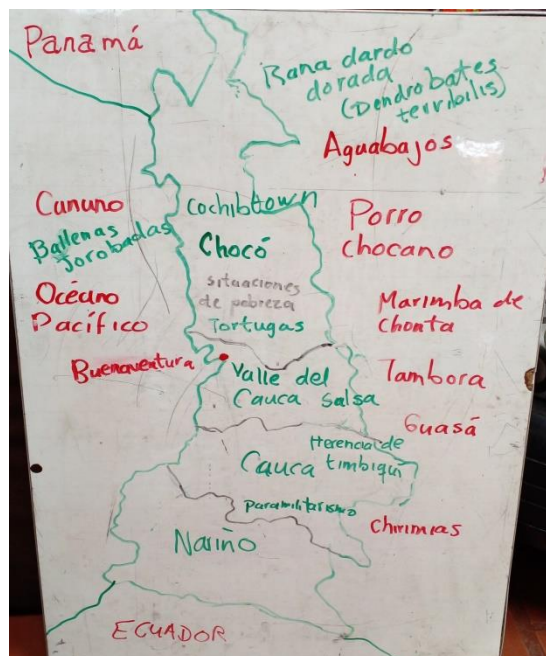 Panamá
Rana dardo
dorada
(Dendrobates
terribilis)
Aguabajos
Cununo
Cochibtown
Porro
chocano
Ballenas
Jorobadas
Chocó
situaciones
de pobreza
Océano
Pacífico
Tortugas
Marimba de
chonta
Buenaventura
Valle del
Cauca Salsa
Tambora
Guasá
Herencia de
Cauca timbiquí
Paramilitarismo
Chirimias
Nariño
ECUADOR